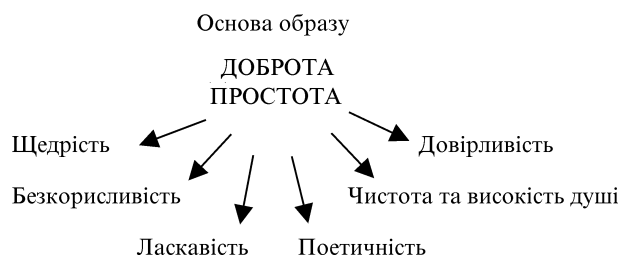 Основа образу
ДОБРОТА
ПРОСТОТА
Щедрість
Довірливість
Безкорисливість
Чистота та високість душі
Ласкавість
Поетичність